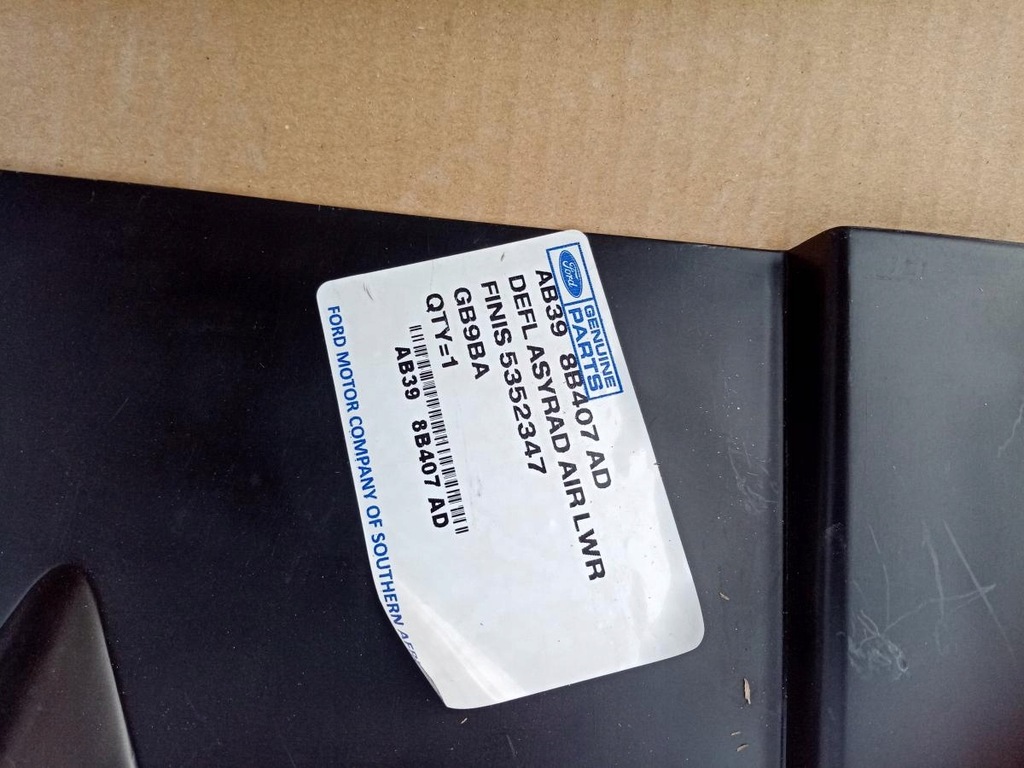 Ford
GENUINE
PARTS
AB39 8B407 AD
DEFL ASYRAD AIR LWR
FINIS 5352347
GB9BA
QTY=1
AB39 8B407 AD
FORD MOTOR COMPANY OF SOUTHERN